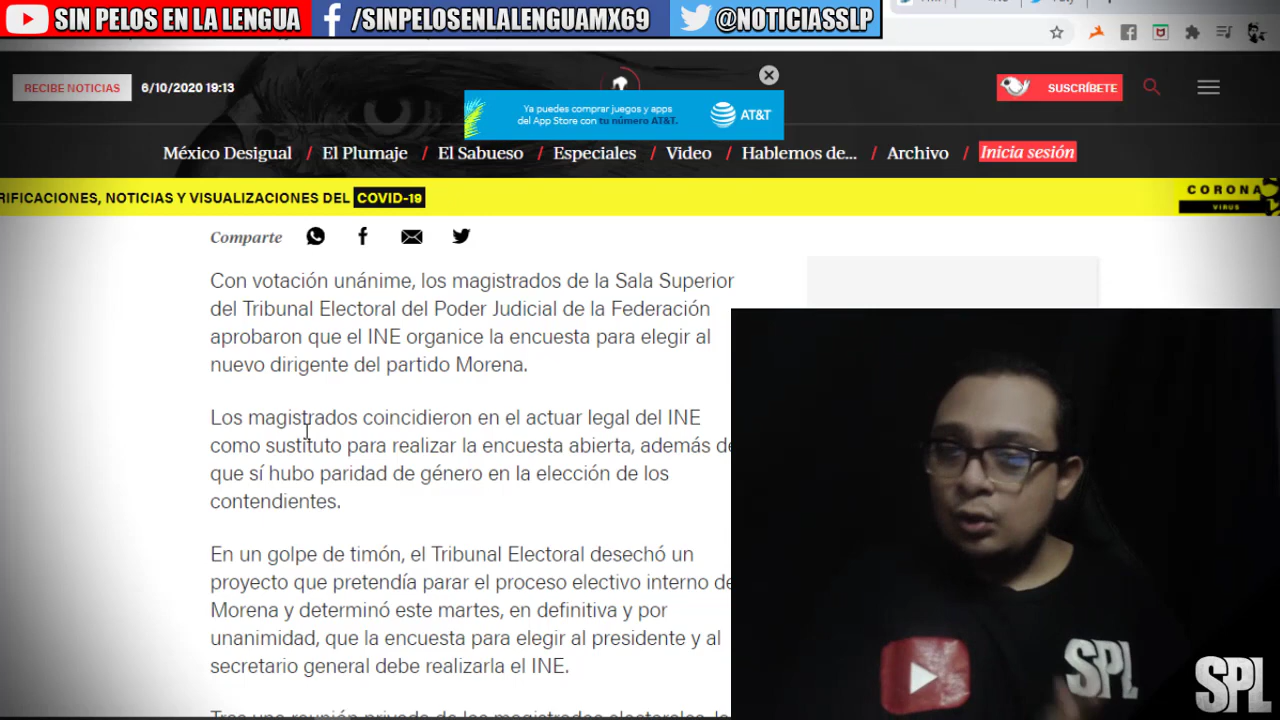 SIN PELOS EN LA LENGUA
/SINPELOSENLALENGUAMX69
@NOTICIASSLP
RECIBE NOTICIAS
6/10/2020 19:13
Ya puedes comprar juegos y apps
del App Store con tu número AT&T.
AT&T
SUSCRÍBETE
México Desigual / El Plumaje / El Sabueso / Especiales / Video / Hablemos de... / Archivo / Inicia sesión
RIFICACIONES, NOTICIAS Y VISUALIZACIONES DEL COVID-19
CORONA
VIRUS
Comparte
Con votación unánime, los magistrados de la Sala Superior
del Tribunal Electoral del Poder Judicial de la Federación
aprobaron que el INE organice la encuesta para elegir al
nuevo dirigente del partido Morena.
Los magistrados coincidieron en el actuar legal del INE
como sustituto para realizar la encuesta abierta, además de
que sí hubo paridad de género en la elección de los
contendientes.
En un golpe de timón, el Tribunal Electoral desechó un
proyecto que pretendía parar el proceso electivo interno de
Morena y determinó este martes, en definitiva y por
unanimidad, que la encuesta para elegir al presidente y al
secretario general debe realizarla el INE.
SPL
SPL